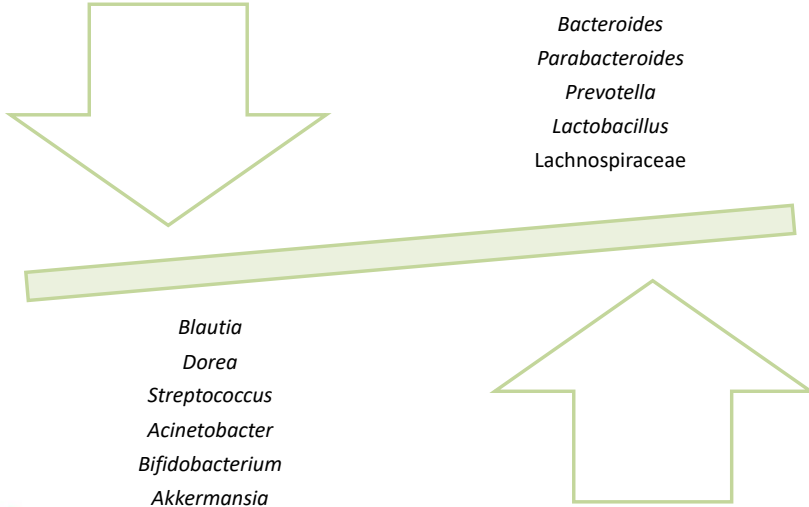 Bacteroides
Parabacteroides
Prevotella
Lactobacillus
Lachnospiraceae
Blautia
Dorea
Streptococcus
Acinetobacter
Bifidobacterium
Akkermansia